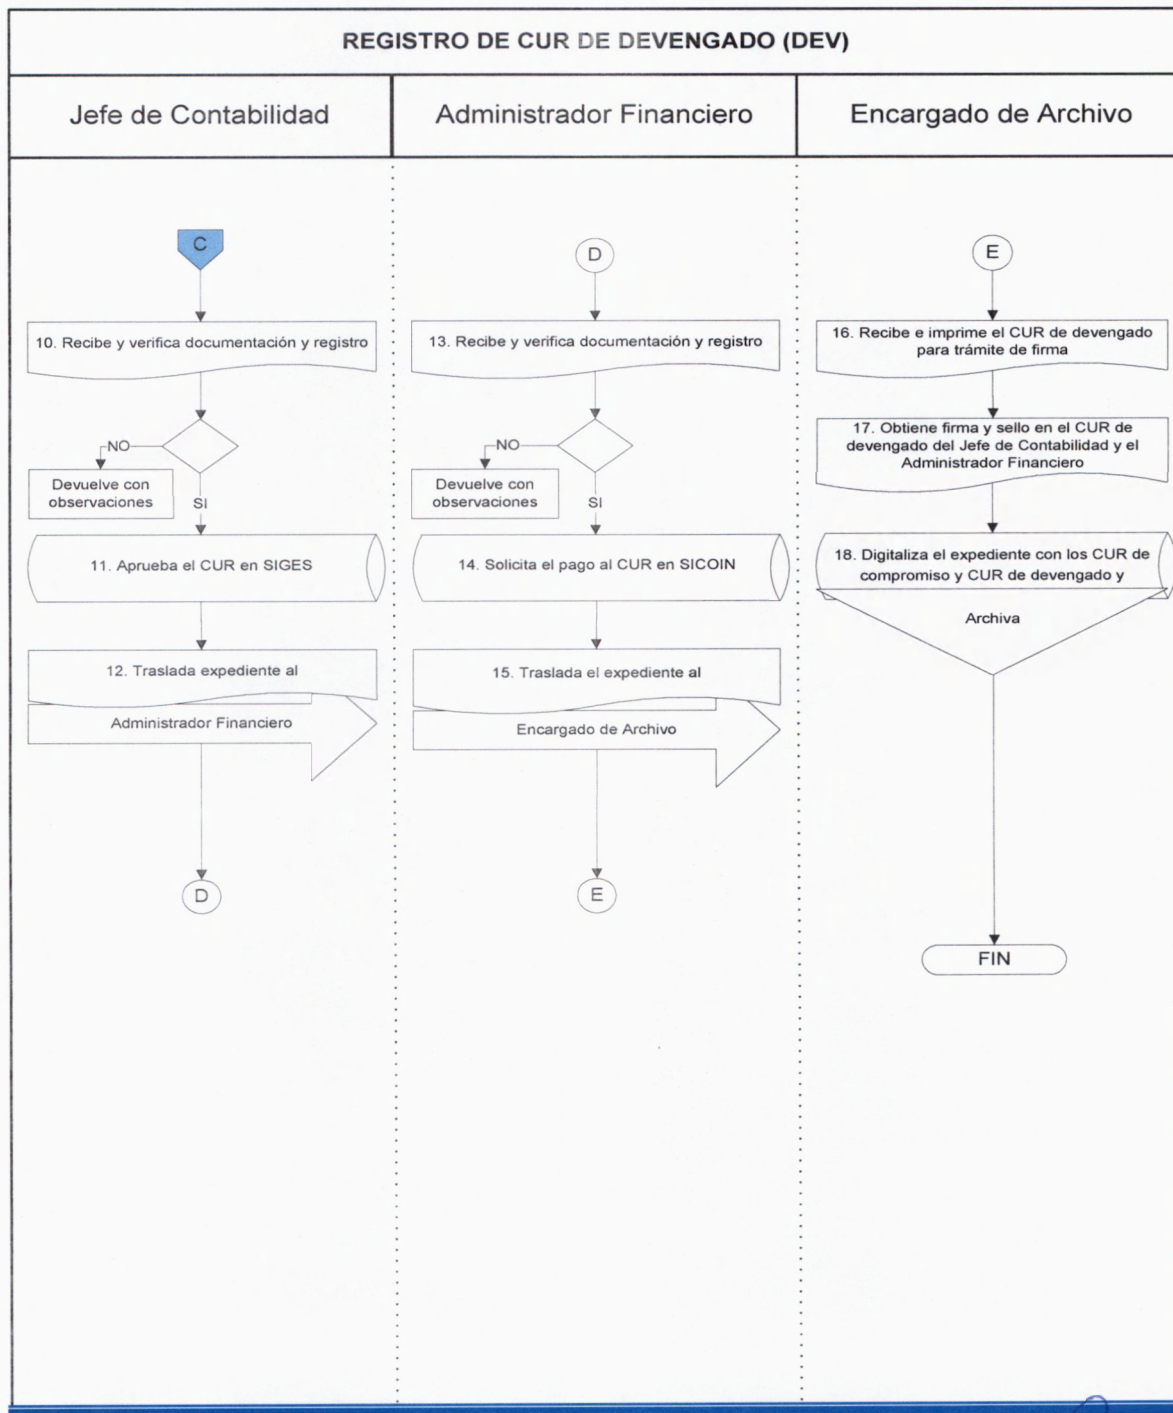 REGISTRO DE CUR DE DEVENGADO (DEV)
Jefe de Contabilidad
Administrador Financiero
Encargado de Archivo
C
10. Recibe y verifica documentación y registro
NO
Devuelve con
observaciones
SI
11. Aprueba el CUR en SIGES
12. Traslada expediente al
Administrador Financiero
D
D
13. Recibe y verifica documentación y registro
NO
Devuelve con
observaciones
SI
14. Solicita el pago al CUR en SICOIN
15. Traslada el expediente al
Encargado de Archivo
E
E
16. Recibe e imprime el CUR de devengado
para trámite de firma
17. Obtiene firma y sello en el CUR de
devengado del Jefe de Contabilidad y el
Administrador Financiero
18. Digitaliza el expediente con los CUR de
compromiso y CUR de devengado y
Archiva
FIN